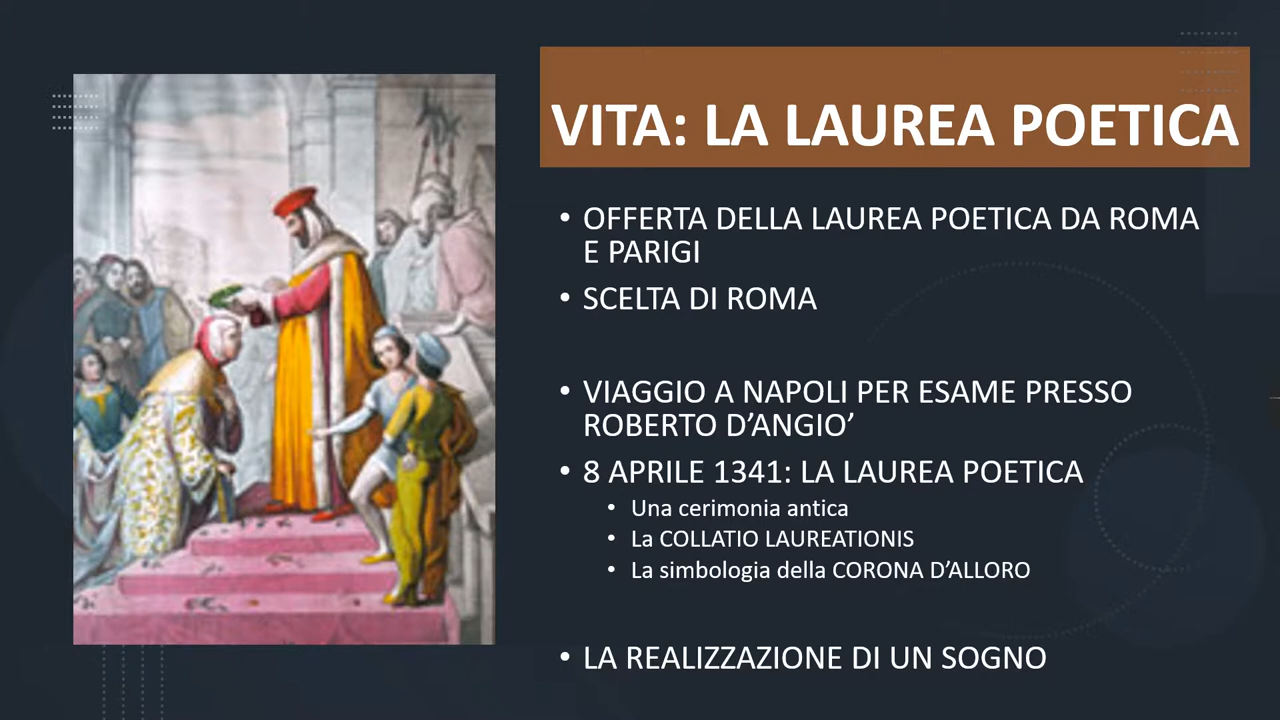 VITA: LA LAUREA POETICA
• OFFERTA DELLA LAUREA POETICA DA ROMA
E PARIGI
• SCELTA DI ROMA
• VIAGGIO A NAPOLI PER ESAME PRESSO
ROBERTO D’ANGIO’
• 8 APRILE 1341: LA LAUREA POETICA
• Una cerimonia antica
• La COLLATIO LAUREATIONIS
• La simbologia della CORONA D’ALLORO
• LA REALIZZAZIONE DI UN SOGNO